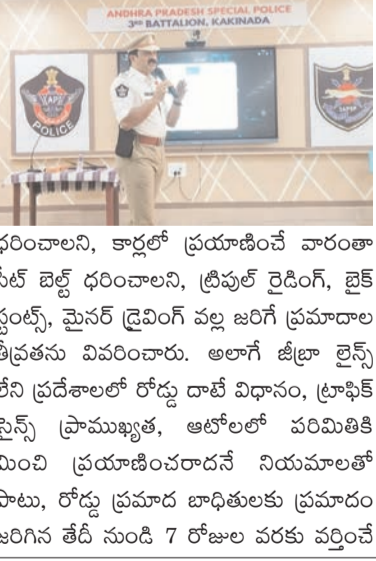 ANDHRA PRADESH SPECIAL POLICE
3RD BATTALION, KAKINADA
APSP
POLICE
ధరించాలని, కార్లలో ప్రయాణించే వారంతా
సీట్ బెల్ట్ ధరించాలని, ట్రిపుల్ రైడింగ్, బైక్
స్టంట్స్, మైనర్ డ్రైవింగ్ వల్ల జరిగే ప్రమాదాల
తీవ్రతను వివరించారు. అలాగే జీబ్రా లైన్స్
లేని ప్రదేశాలలో రోడ్డు దాటే విధానం, ట్రాఫిక్
సైన్స్ ప్రాముఖ్యత, ఆటోలలో పరిమితికి
మించి ప్రయాణించరాదనే నియమాలతో
పాటు, రోడ్డు ప్రమాద బాధితులకు ప్రమాదం
జరిగిన తేదీ నుండి 7 రోజుల వరకు వర్తించే